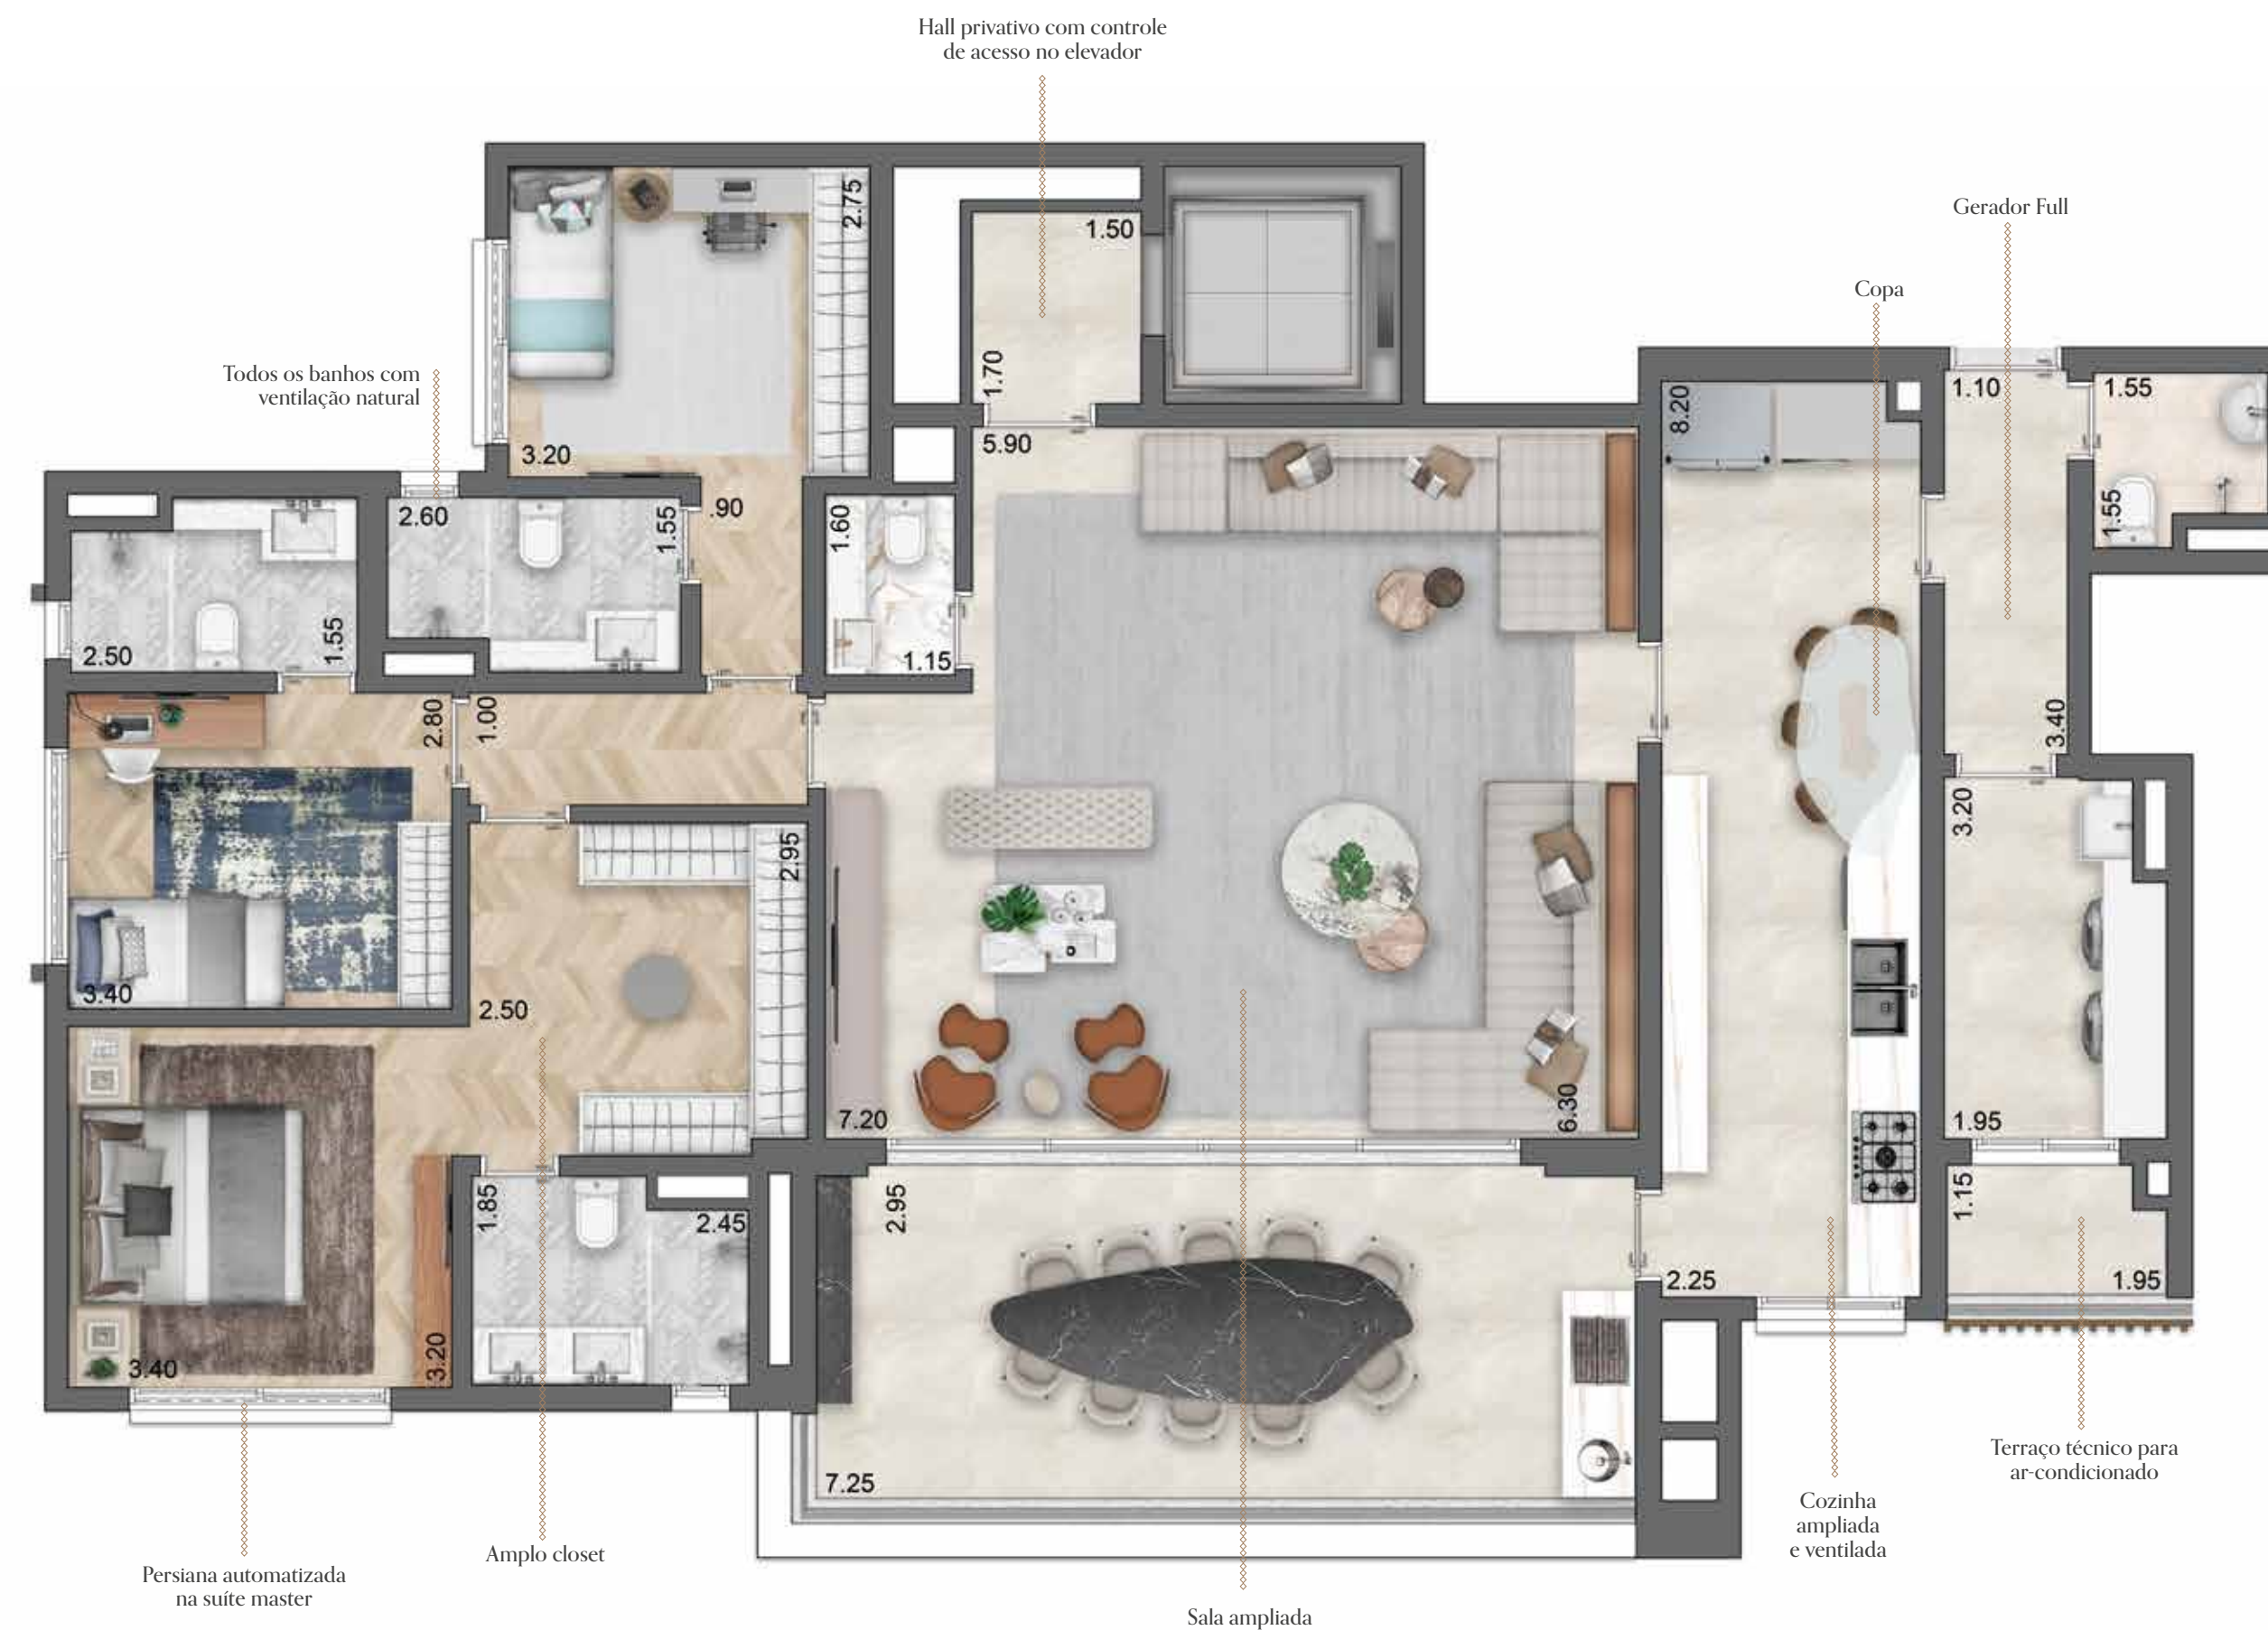 Hall privativo com controle
de acesso no elevador
Gerador Full
Copa
Todos os banhos com
ventilação natural
2.75
1.50
1.70
3.20
5.90
8.20
1.10
1.55
1.55
2.60
1.55
.90
1.60
1.15
2.50
1.55
2.80
1.00
3.40
3.20
2.95
3.40
2.50
7.20
6.30
1.95
1.85
2.45
2.95
1.15
2.25
1.95
3.40
3.20
7.25
Terraço técnico para
ar-condicionado
Cozinha
ampliada
e ventilada
Amplo closet
Persiana automatizada
na suíte master
Sala ampliada